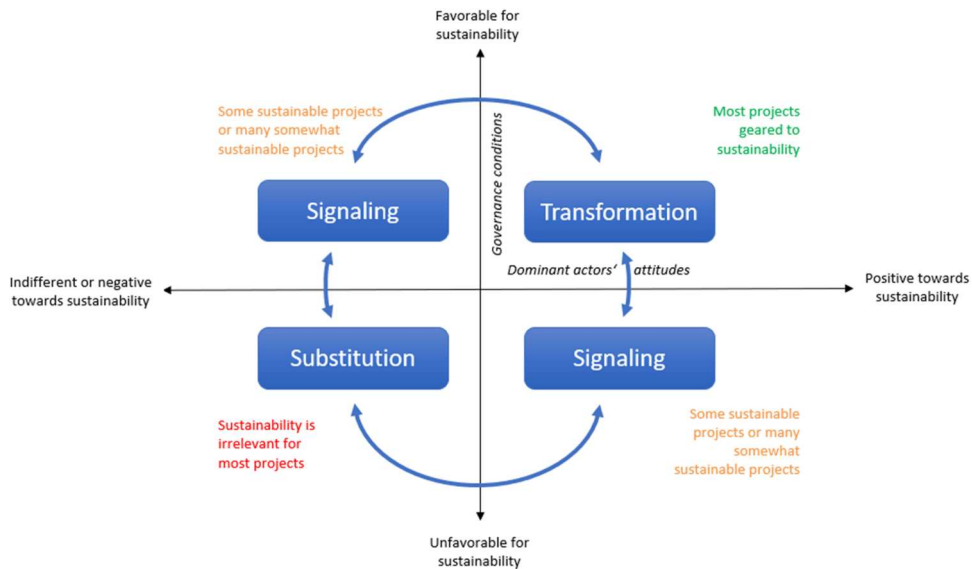 Favorable for
sustainability
Some sustainable projects
or many somewhat
sustainable projects
Most projects
geared to
sustainability
Governance conditions
Signaling
Transformation
Dominant actors‘ attitudes
Indifferent or negative
towards sustainability
Positive towards
sustainability
Substitution
Signaling
Sustainability is
irrelevant for
most projects
Some sustainable
projects or many
somewhat
sustainable projects
Unfavorable for
sustainability